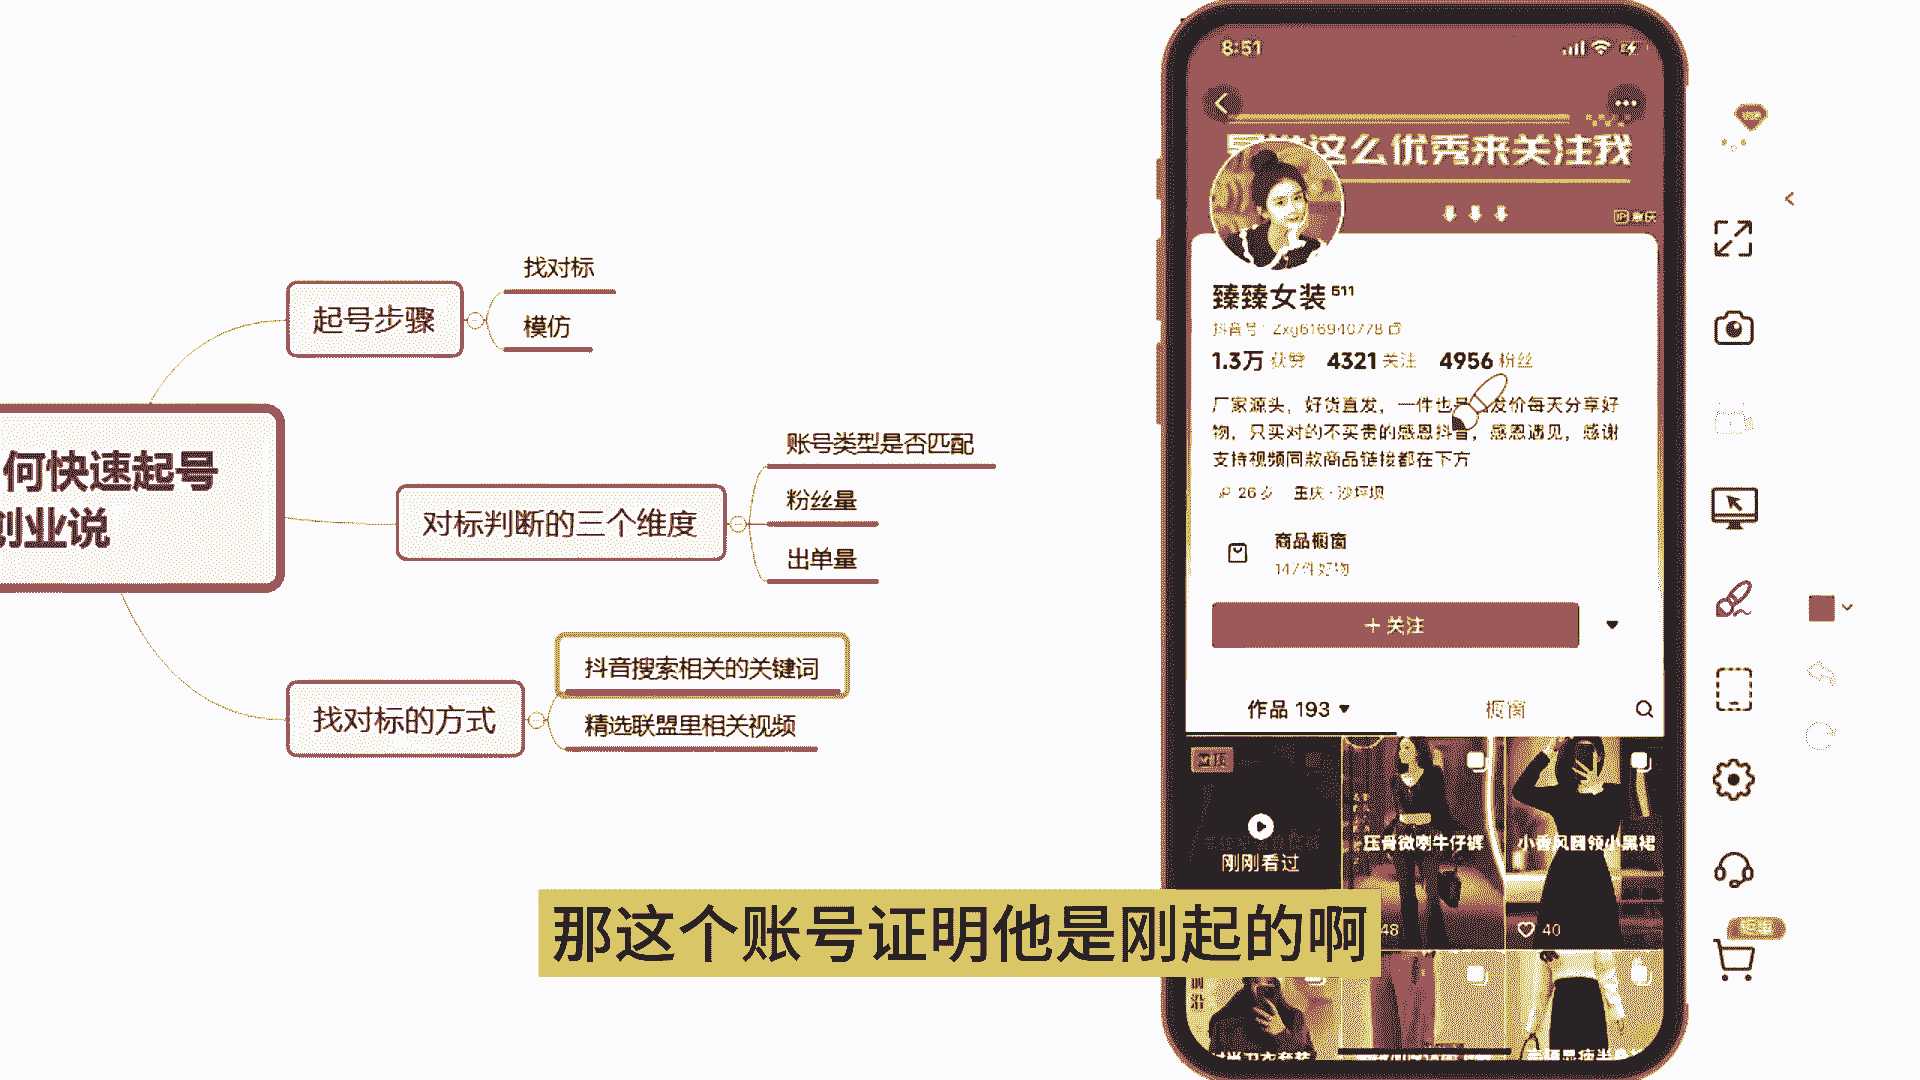 何快速起号
创业说
起号步骤
找对标
模仿
对标判断的三个维度
账号类型是否匹配
粉丝量
出单量
找对标的方式
抖音搜索相关的关键词
精选联盟里相关视频
8:51
这么优秀来关注我
IP 重庆
臻臻女装511
抖音号: Zxy616940778
1.3万 获赞 4321 关注 4956 粉丝
厂家源头，好货直发，一件也是 发价每天分享好
物，只买对的不买贵的感恩抖音，感恩遇见，感谢
支持视频同款商品链接都在下方
26岁 重庆·沙坪坝
商品橱窗
147件好物
+ 关注
作品 193
橱窗
刚刚看过
压骨微喇牛仔裤
小香风圆领小黑裙
48
40
那这个账号证明他是刚起的啊